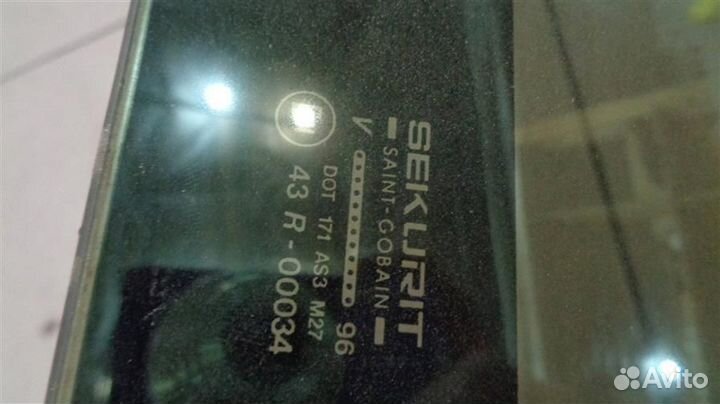 SEKURIT
SAINT-GOBAIN
V 96
DOT 171 AS3 M27
43 R - 00034
Avito